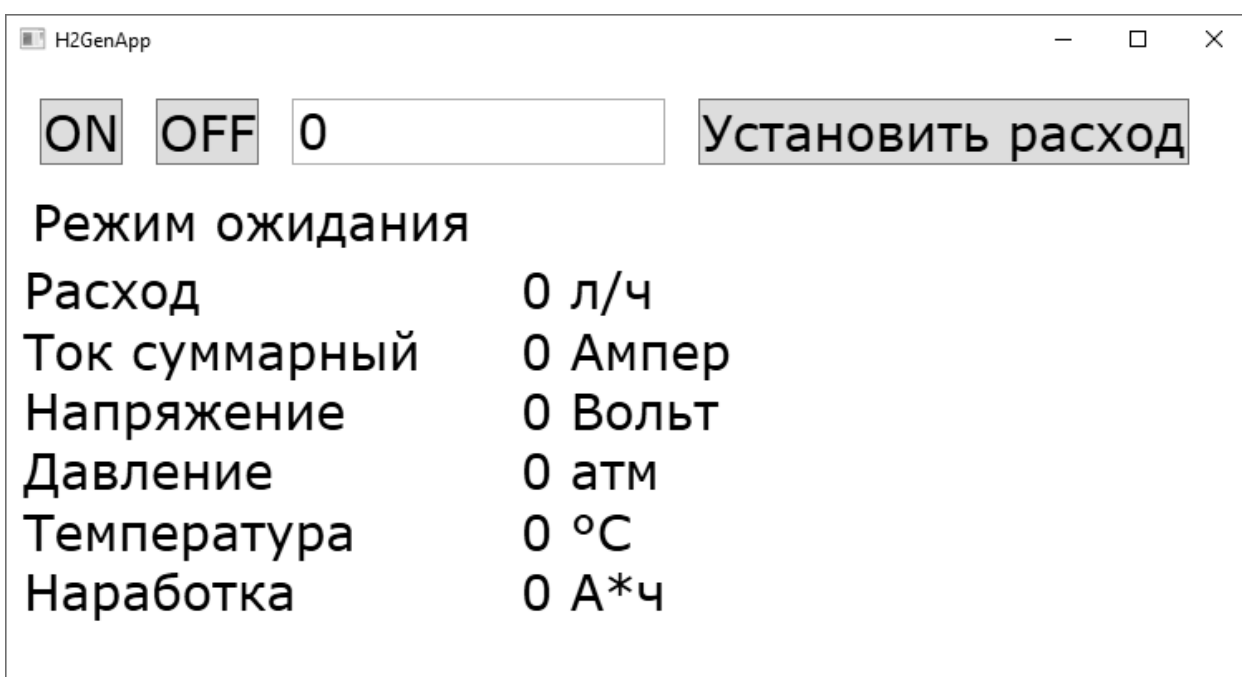 H2GenApp
ON OFF 0 Установить расход
Режим ожидания
Расход 0 л/ч
Ток суммарный 0 Ампер
Напряжение 0 Вольт
Давление 0 атм
Температура 0 °C
Наработка 0 А*ч